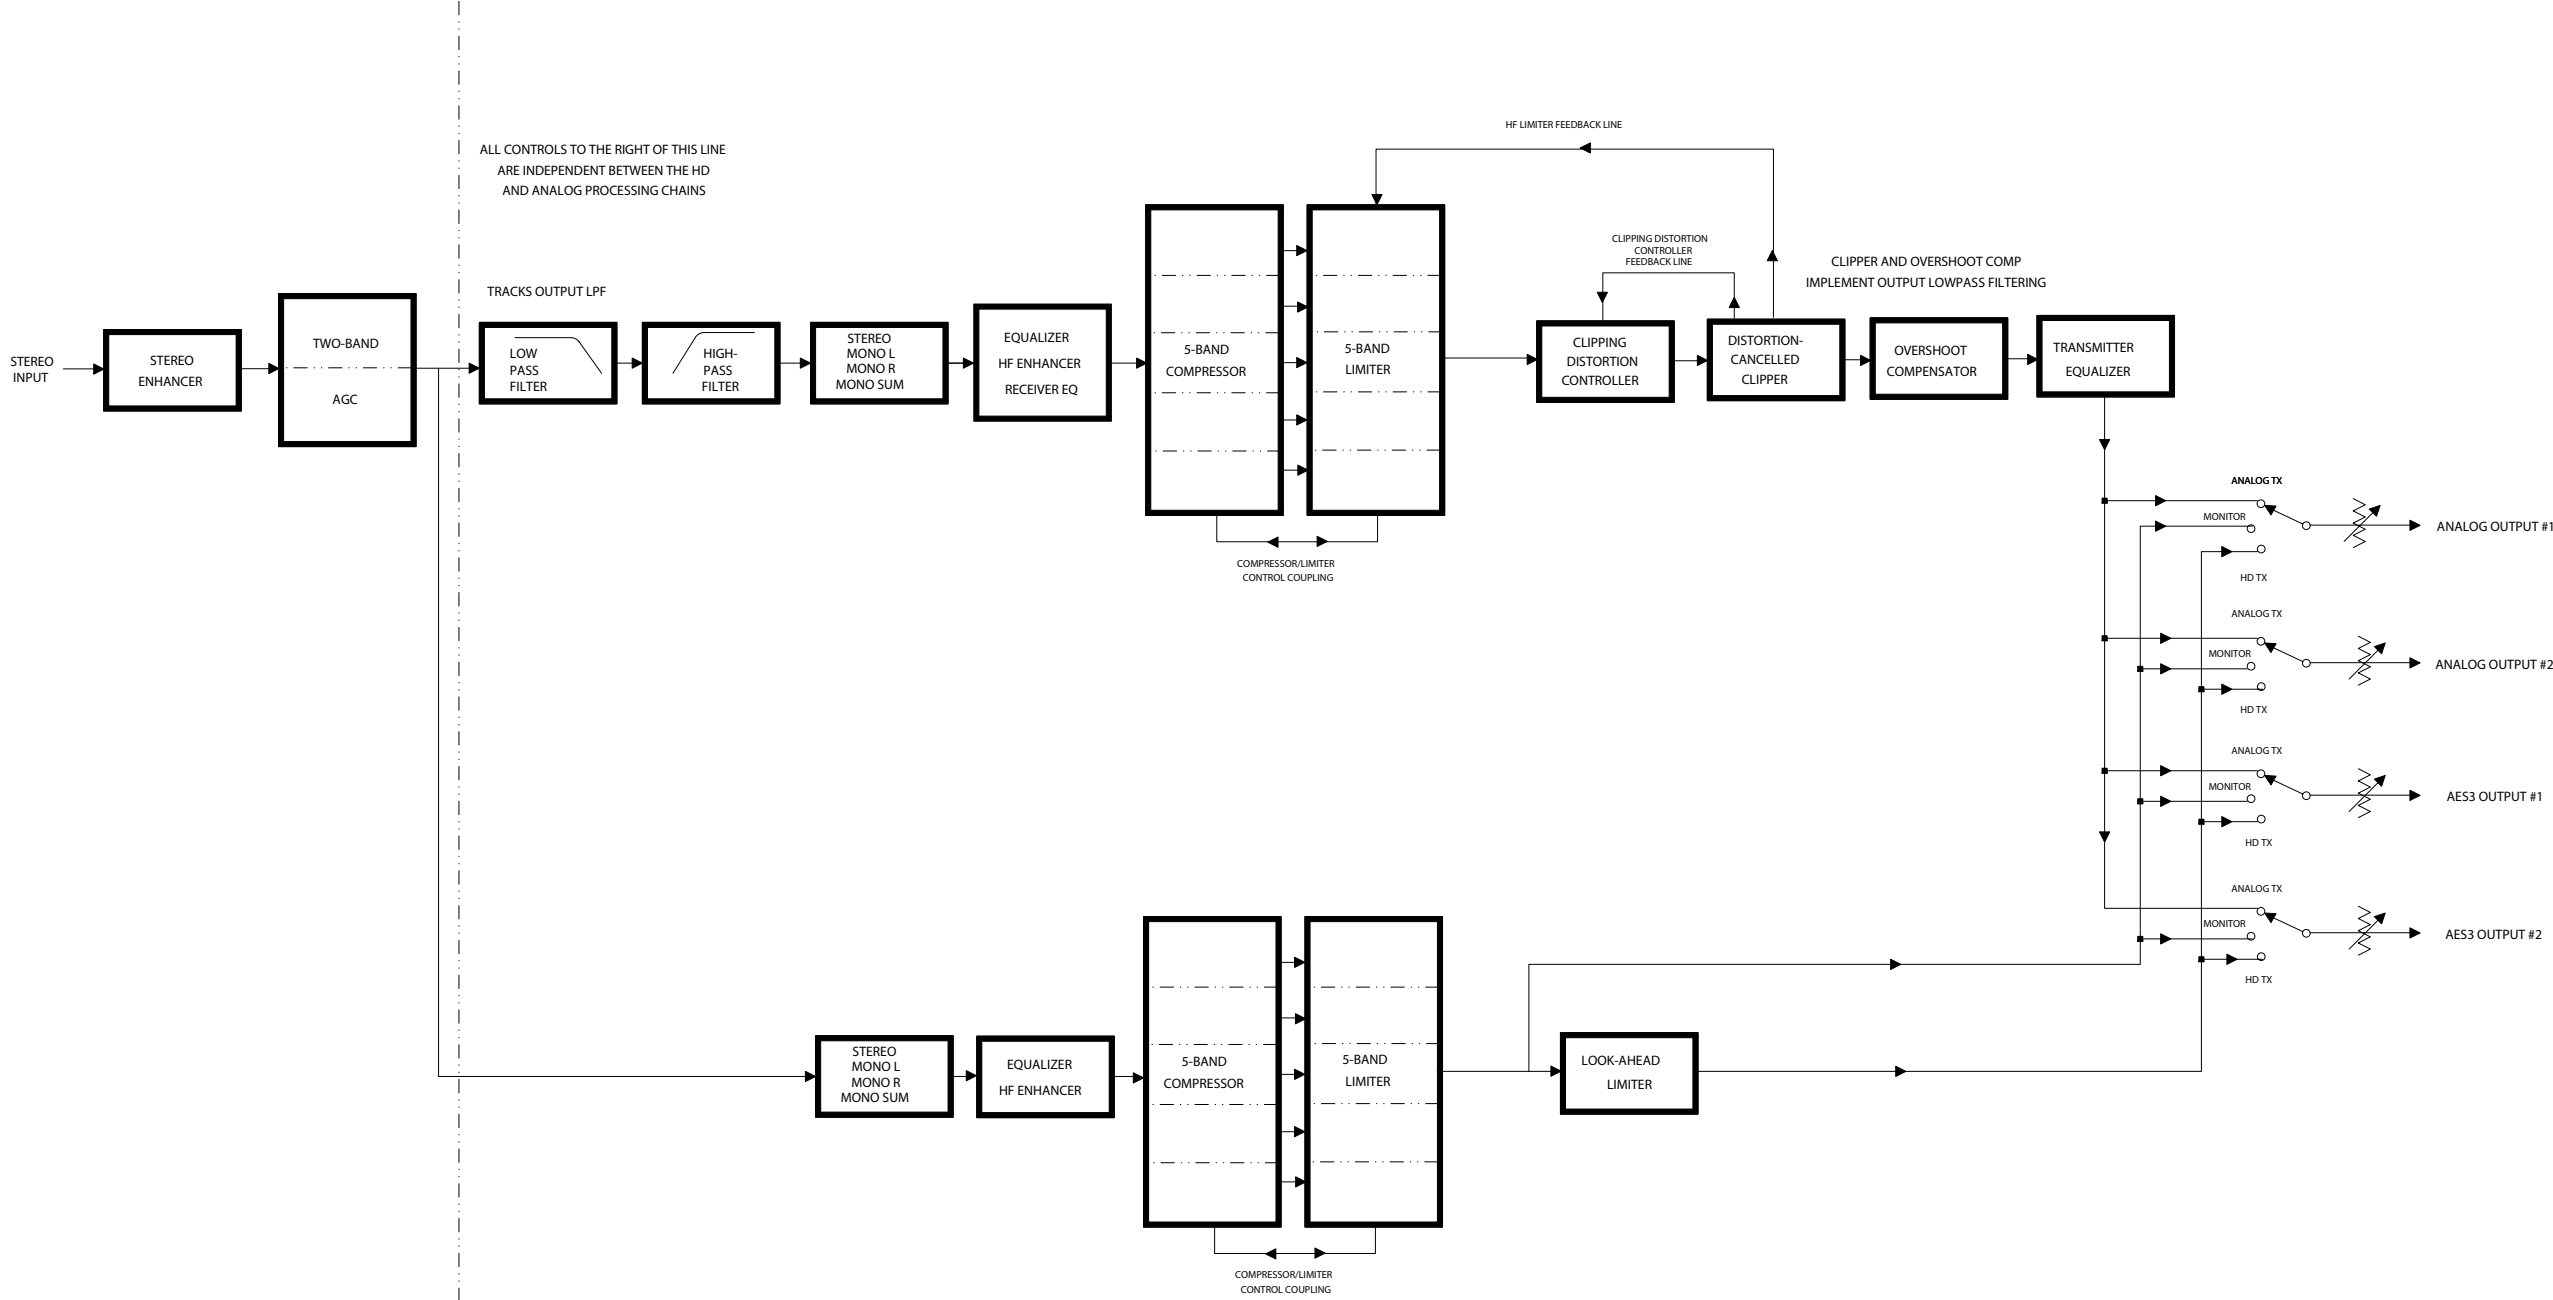 ALL CONTROLS TO THE RIGHT OF THIS LINE
ARE INDEPENDENT BETWEEN THE HD
AND ANALOG PROCESSING CHAINS
HF LIMITER FEEDBACK LINE
CLIPPING DISTORTION
CONTROLLER
FEEDBACK LINE
CLIPPER AND OVERSHOOT COMP
IMPLEMENT OUTPUT LOWPASS FILTERING
TRACKS OUTPUT LPF
STEREO
INPUT
STEREO
ENHANCER
TWO-BAND
AGC
LOW
PASS
FILTER
HIGH-
PASS
FILTER
STEREO
MONO L
MONO R
MONO SUM
EQUALIZER
HF ENHANCER
RECEIVER EQ
5-BAND
COMPRESSOR
5-BAND
LIMITER
CLIPPING
DISTORTION
CONTROLLER
DISTORTION-
CANCELLED
CLIPPER
OVERSHOOT
COMPENSATOR
TRANSMITTER
EQUALIZER
COMPRESSOR/LIMITER
CONTROL COUPLING
ANALOG TX
MONITOR
HD TX
ANALOG OUTPUT #1
ANALOG TX
MONITOR
HD TX
ANALOG OUTPUT #2
ANALOG TX
MONITOR
HD TX
AES3 OUTPUT #1
ANALOG TX
MONITOR
HD TX
AES3 OUTPUT #2
STEREO
MONO L
MONO R
MONO SUM
EQUALIZER
HF ENHANCER
5-BAND
COMPRESSOR
5-BAND
LIMITER
LOOK-AHEAD
LIMITER
COMPRESSOR/LIMITER
CONTROL COUPLING